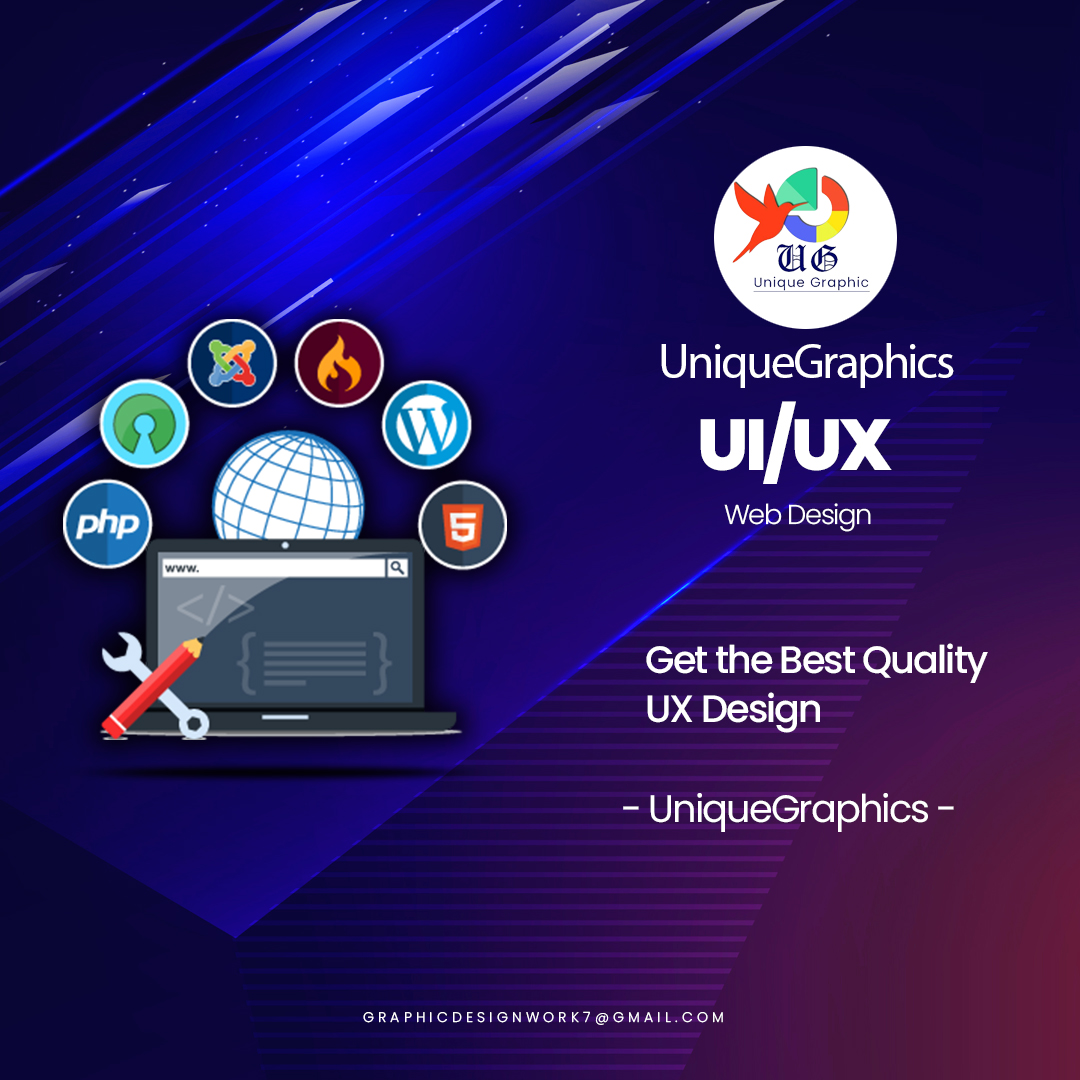 UG
Unique Graphic
UniqueGraphics
UI/UX
Web Design
php
5
www.
</>
{ }
Get the Best Quality
UX Design
- UniqueGraphics -
GRAPHICDESIGNWORK7@GMAIL.COM